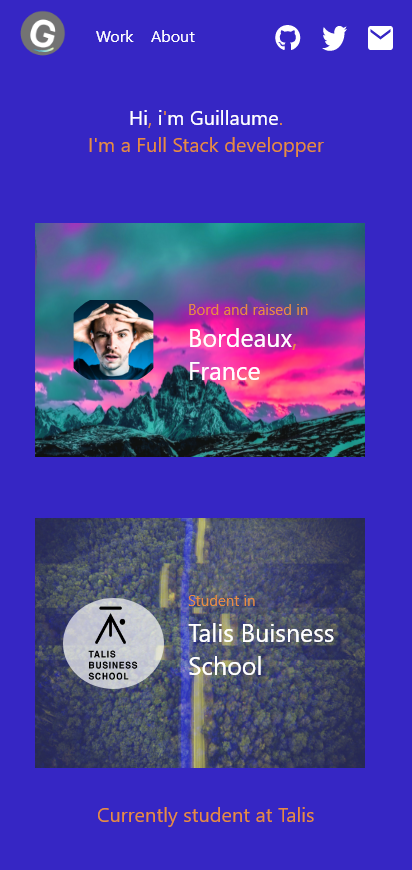 G
Work About
Hi, i'm Guillaume.
I'm a Full Stack developper
Bord and raised in
Bordeaux,
France
Student in
Talis Buisness
School
TALIS
BUSINESS
SCHOOL
Currently student at Talis